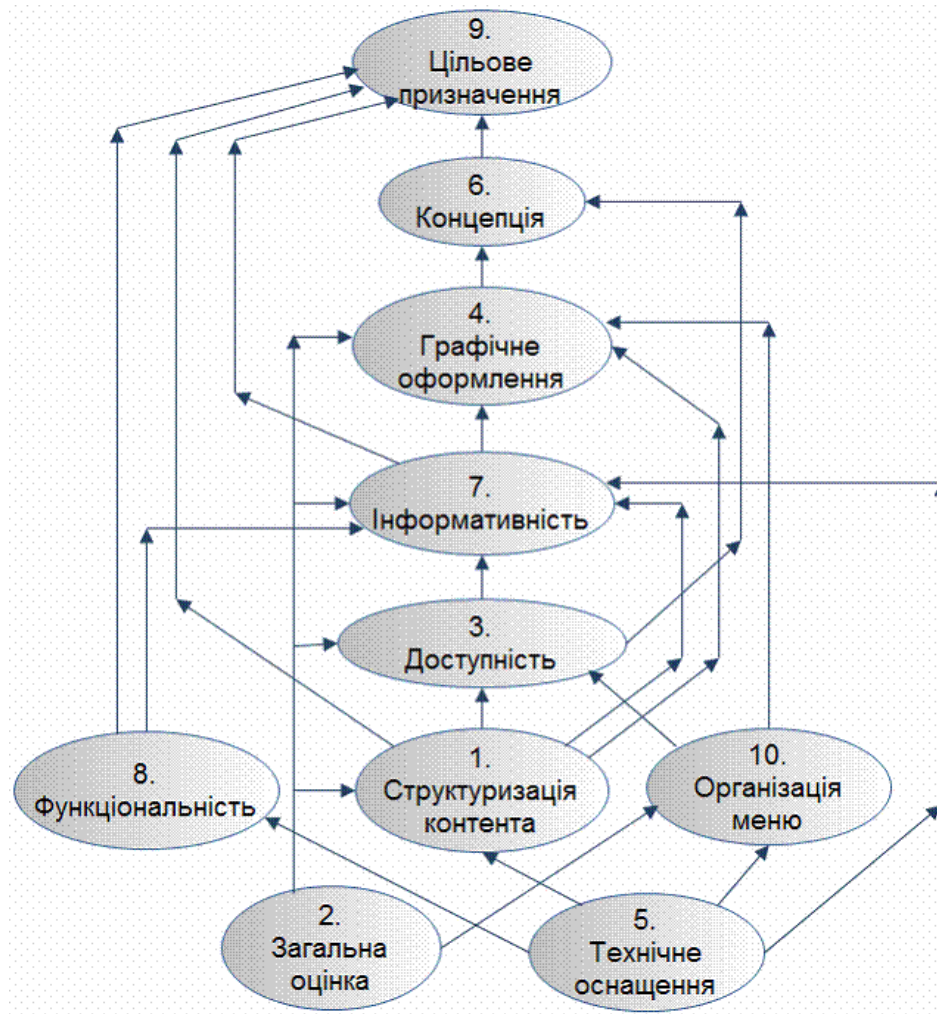 9.
Цільове
призначення
6.
Концепція
4.
Графічне
оформлення
7.
Інформативність
3.
Доступність
8.
Функціональність
1.
Структуризація
контента
10.
Організація
меню
2.
Загальна
оцінка
5.
Технічне
оснащення